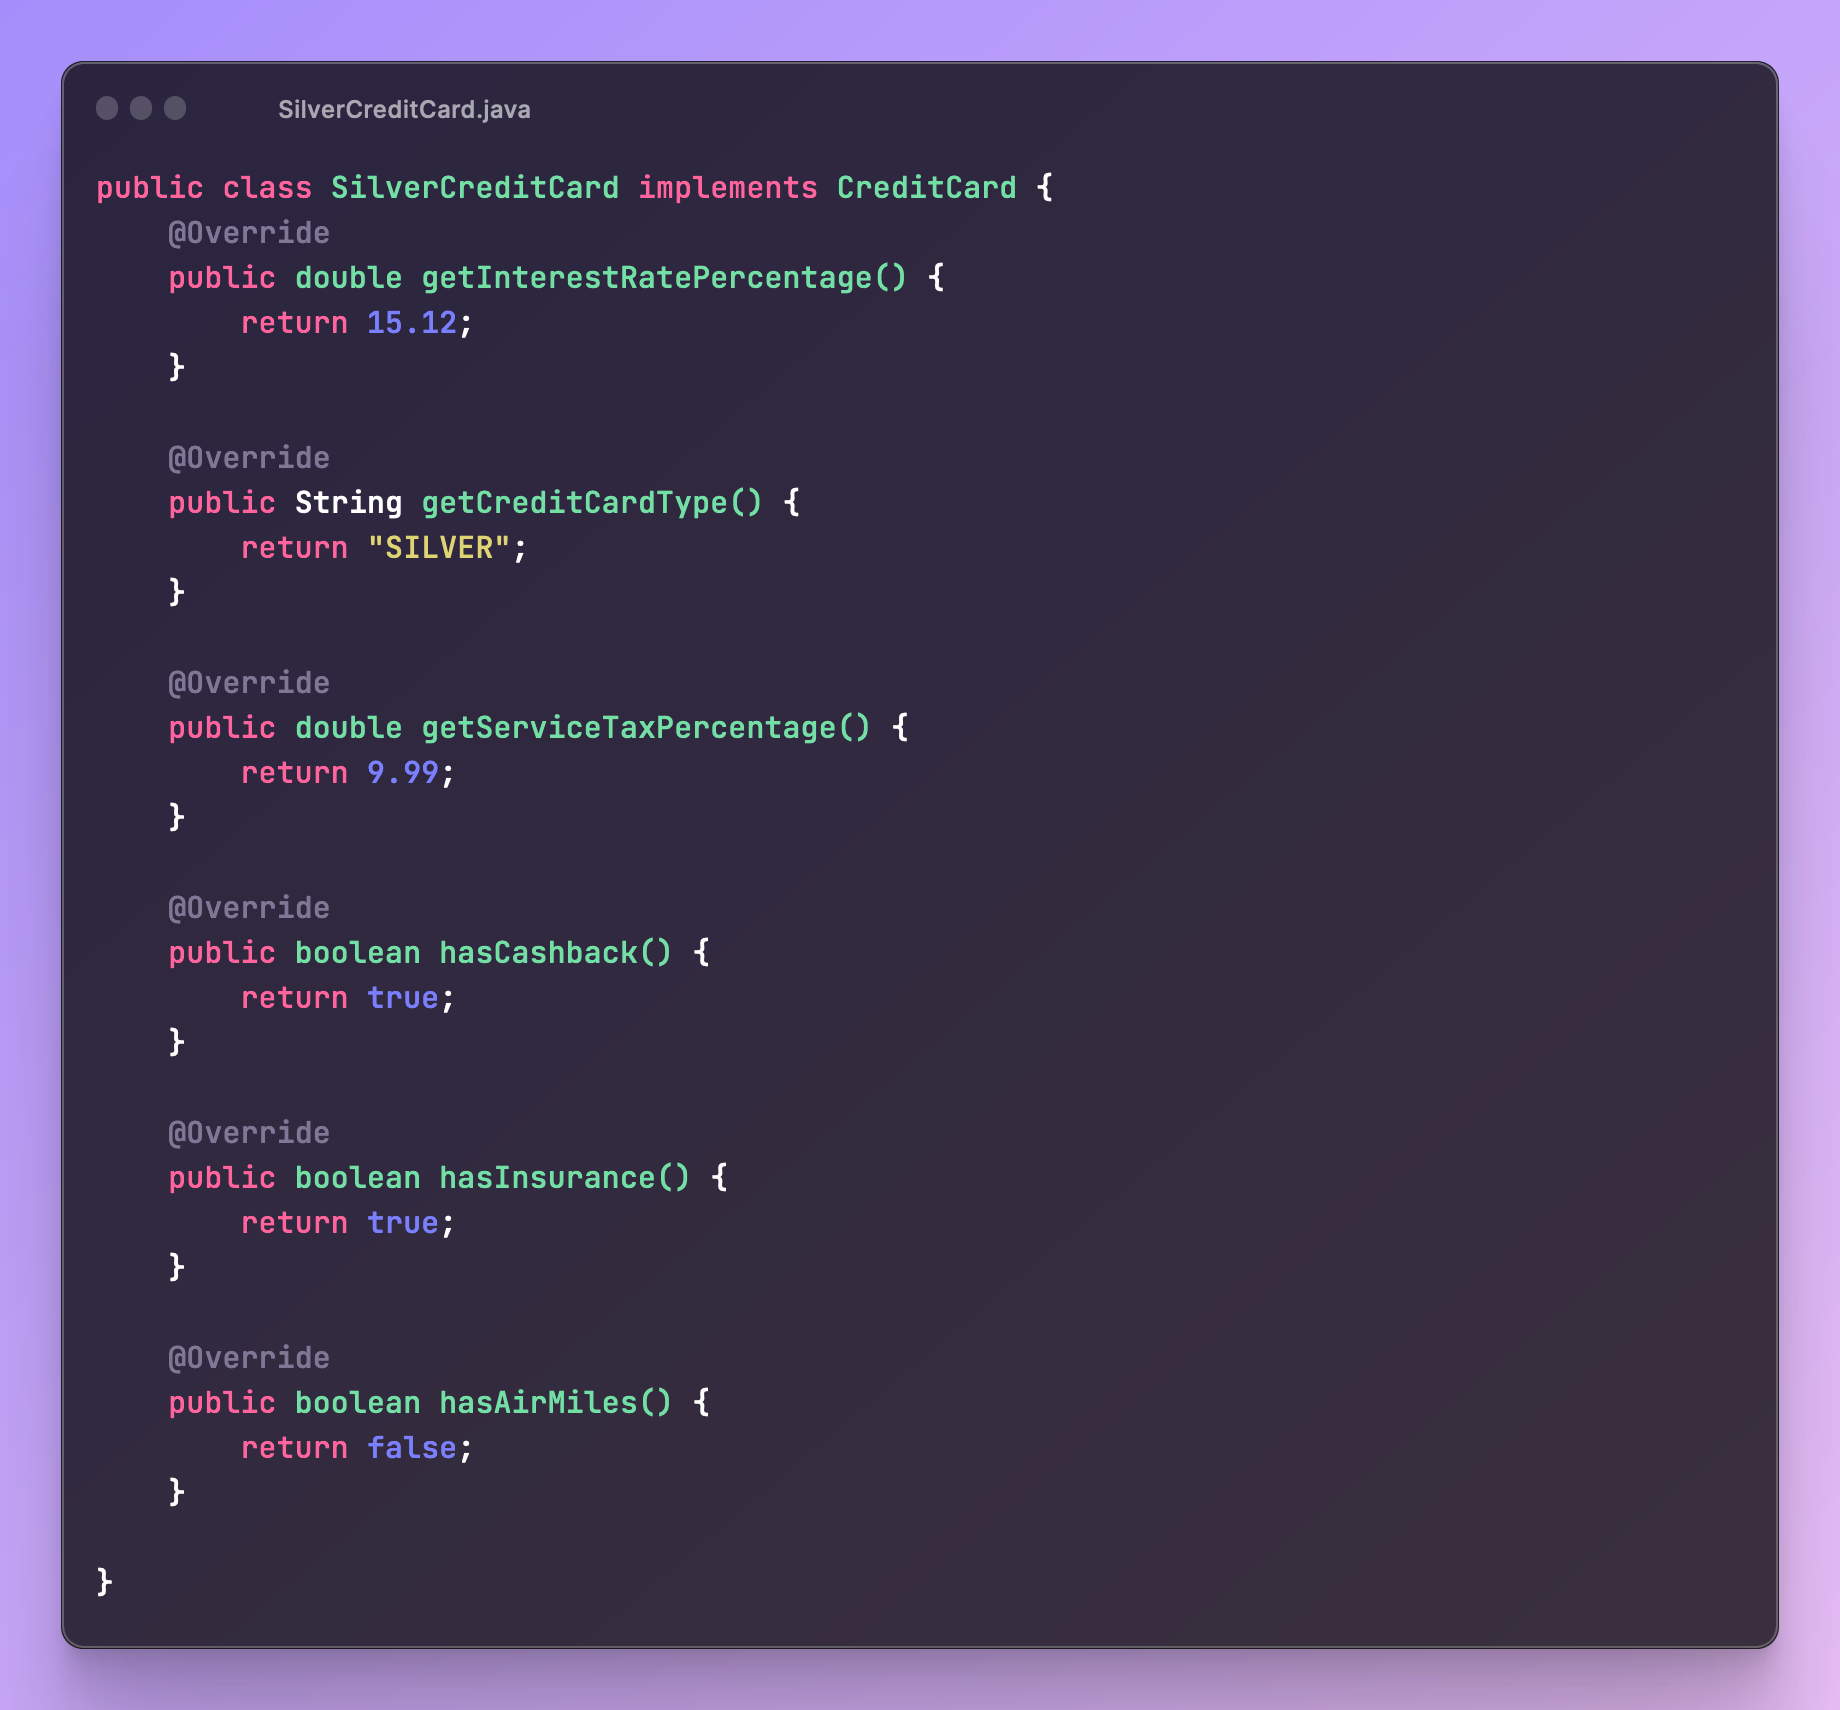 SilverCreditCard.java
public class SilverCreditCard implements CreditCard {
    @Override
    public double getInterestRatePercentage() {
        return 15.12;
    }

    @Override
    public String getCreditCardType() {
        return "SILVER";
    }

    @Override
    public double getServiceTaxPercentage() {
        return 9.99;
    }

    @Override
    public boolean hasCashback() {
        return true;
    }

    @Override
    public boolean hasInsurance() {
        return true;
    }

    @Override
    public boolean hasAirMiles() {
        return false;
    }

}